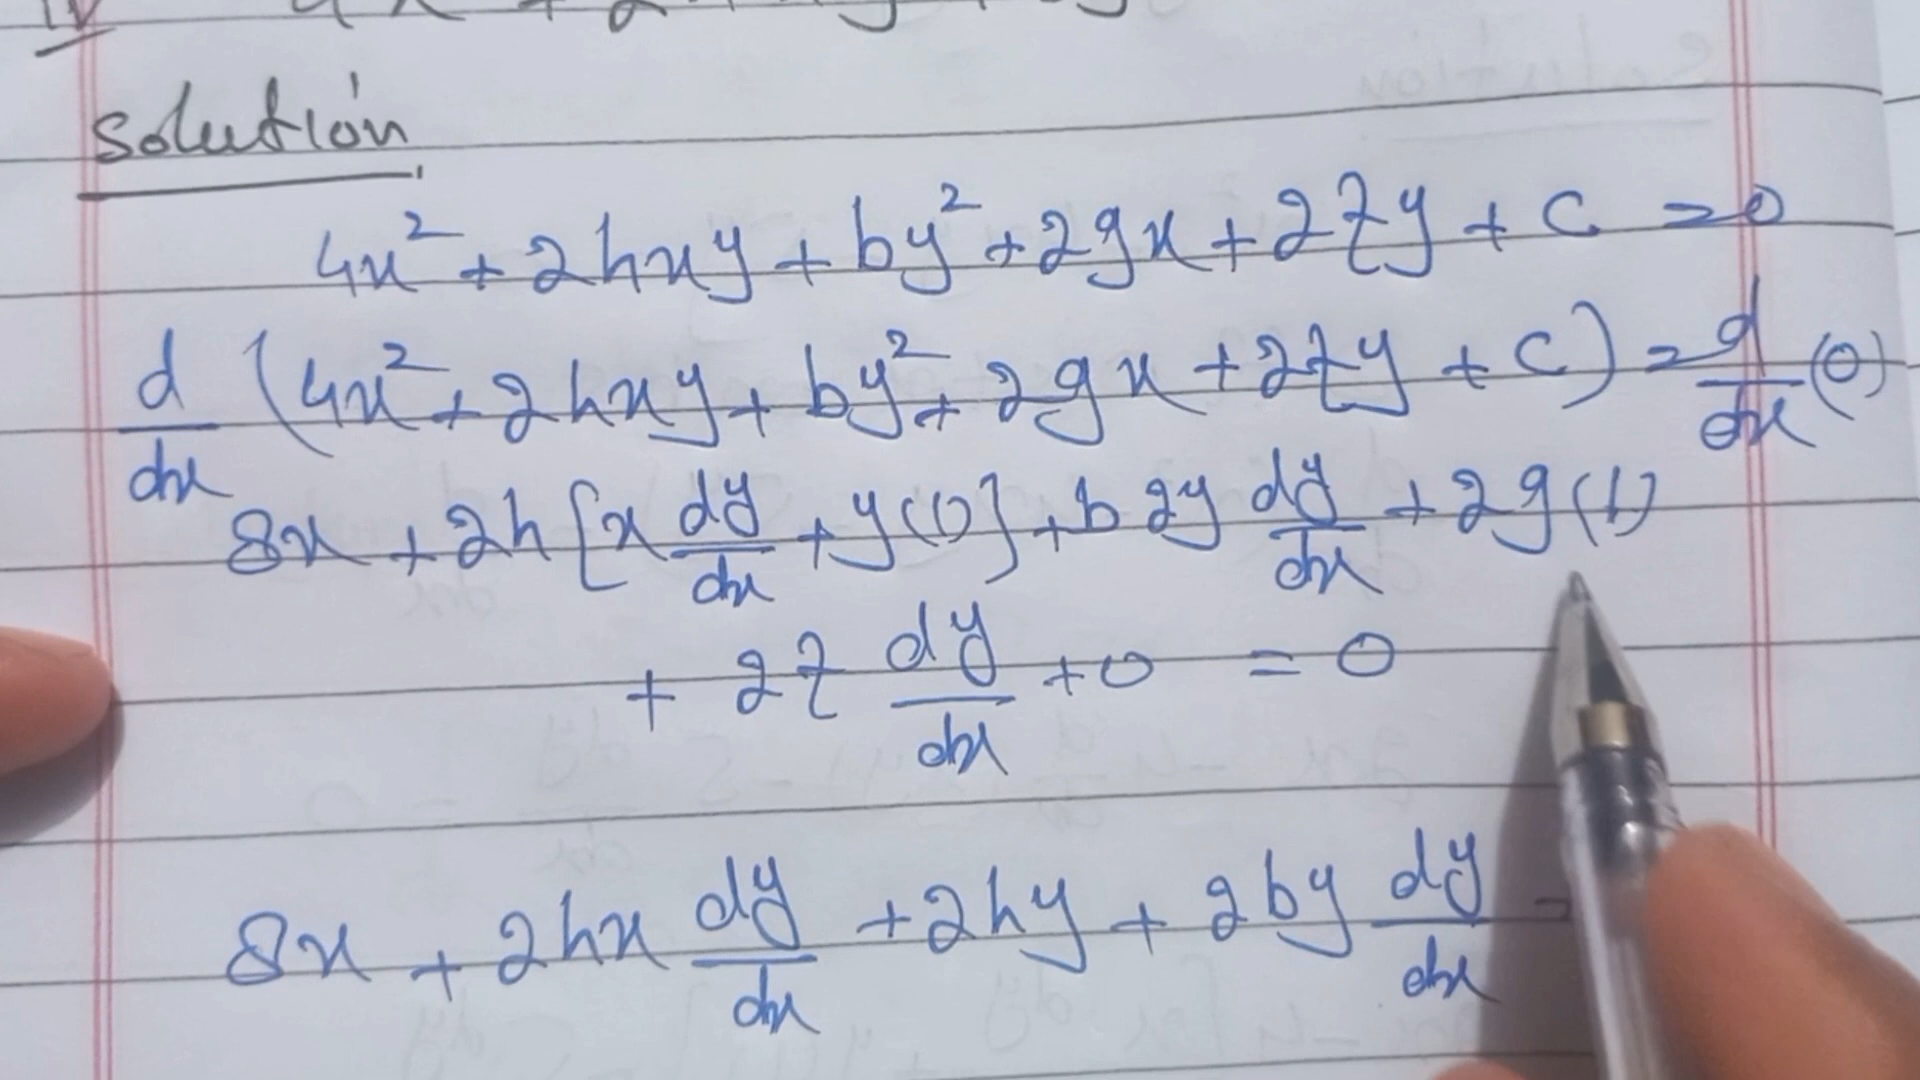 Solution
4x² + 2hxy + by² + 2gx + 2fy + c = 0
d/dx (4x² + 2hxy + by² + 2gx + 2fy + c) = d/dx (0)
8x + 2h [x dy/dx + y(1)] + b 2y dy/dx + 2g(1)
+ 2f dy/dx + 0 = 0
8x + 2hx dy/dx + 2hy + 2by dy/dx -